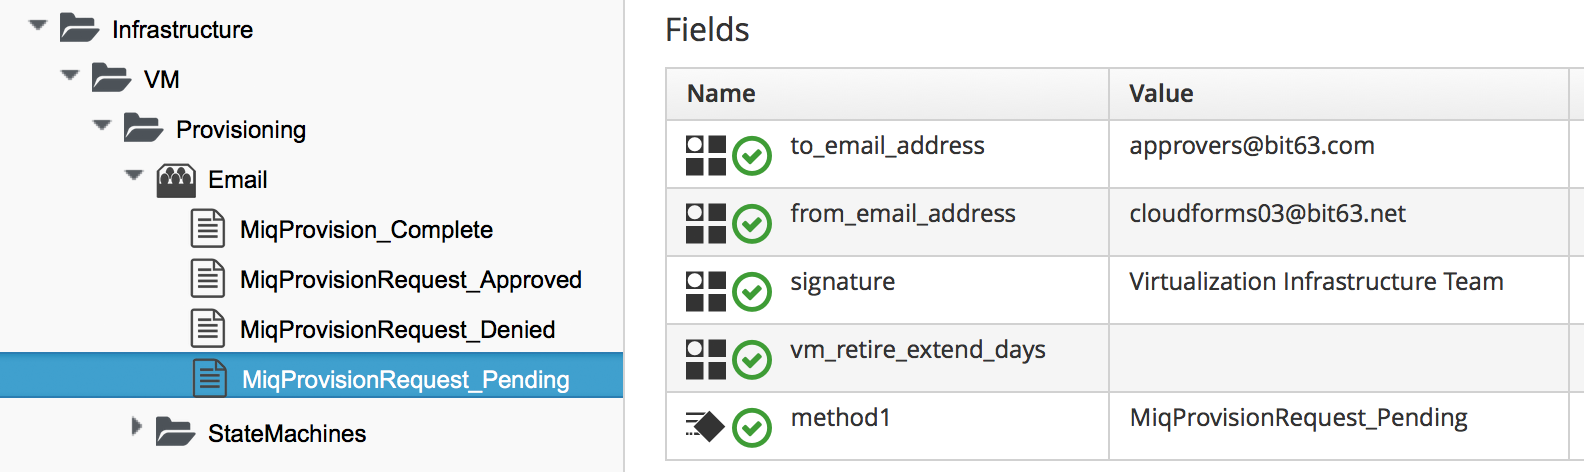 Infrastructure
VM
Provisioning
Email
MiqProvision_Complete
MiqProvisionRequest_Approved
MiqProvisionRequest_Denied
MiqProvisionRequest_Pending
StateMachines
Fields
Name Value
to_email_address approvers@bit63.com
from_email_address cloudforms03@bit63.net
signature Virtualization Infrastructure Team
vm_retire_extend_days
method1 MiqProvisionRequest_Pending